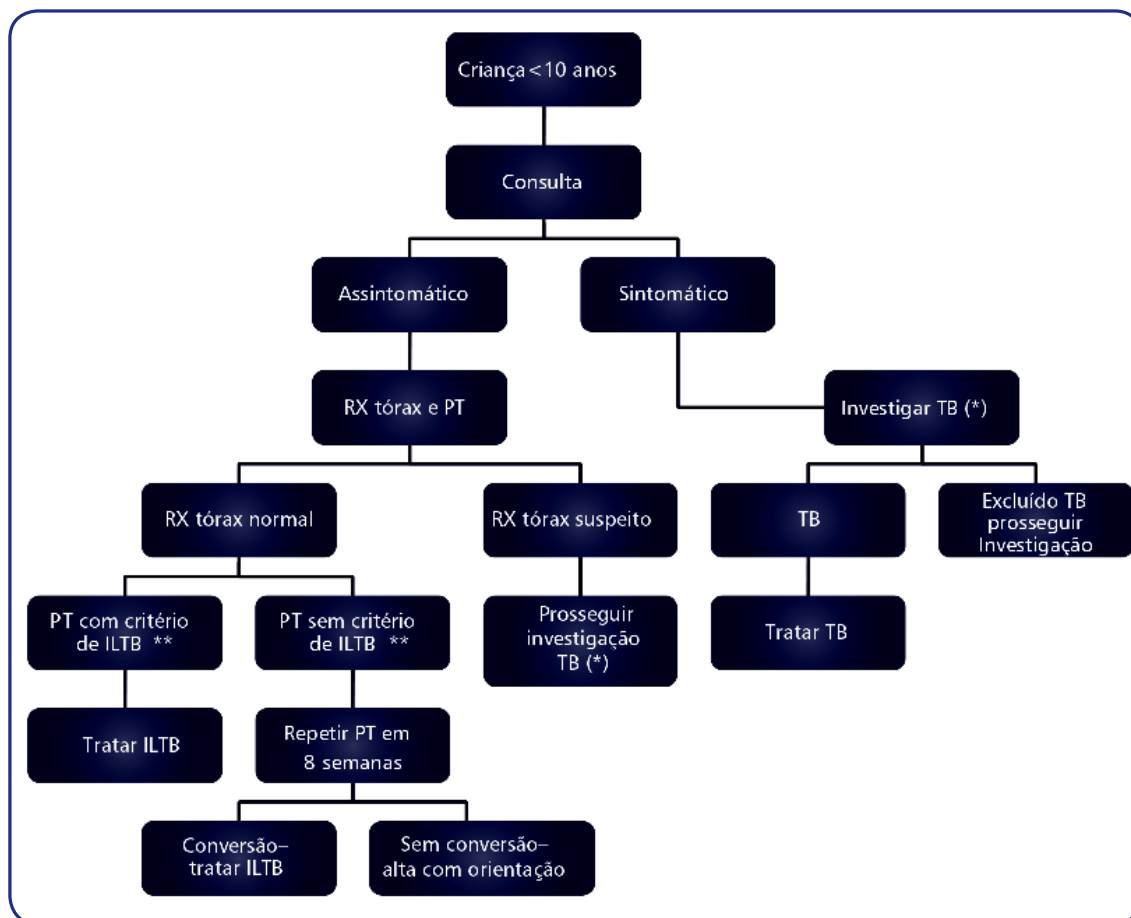 Criança<10 anos
Consulta
Assintomático
Sintomático
RX tórax e PT
Investigar TB (*)
RX tórax normal
RX tórax suspeito
TB
Excluído TB
prosseguir
Investigação
PT com critério
de ILTB **
PT sem critério
de ILTB **
Prosseguir
investigação
TB (*)
Tratar TB
Tratar ILTB
Repetir PT em
8 semanas
Conversão–
tratar ILTB
Sem conversão–
alta com orientação